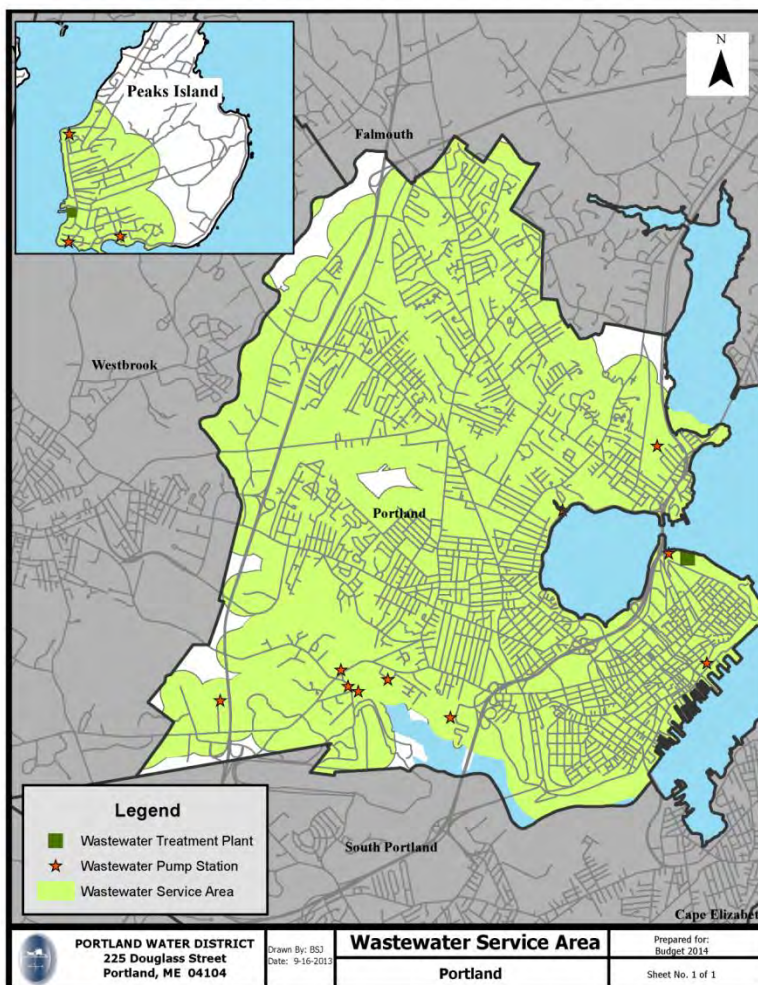 Peaks Island
N
Falmouth
Westbrook
Portland
Legend
Wastewater Treatment Plant
Wastewater Pump Station
Wastewater Service Area
South Portland
Cape Elizabet
PORTLAND WATER DISTRICT
225 Douglass Street
Portland, ME 04104
Drawn By: BSJ
Date: 9-16-2013
Wastewater Service Area
Portland
Prepared for:
Budget 2014
Sheet No. 1 of 1